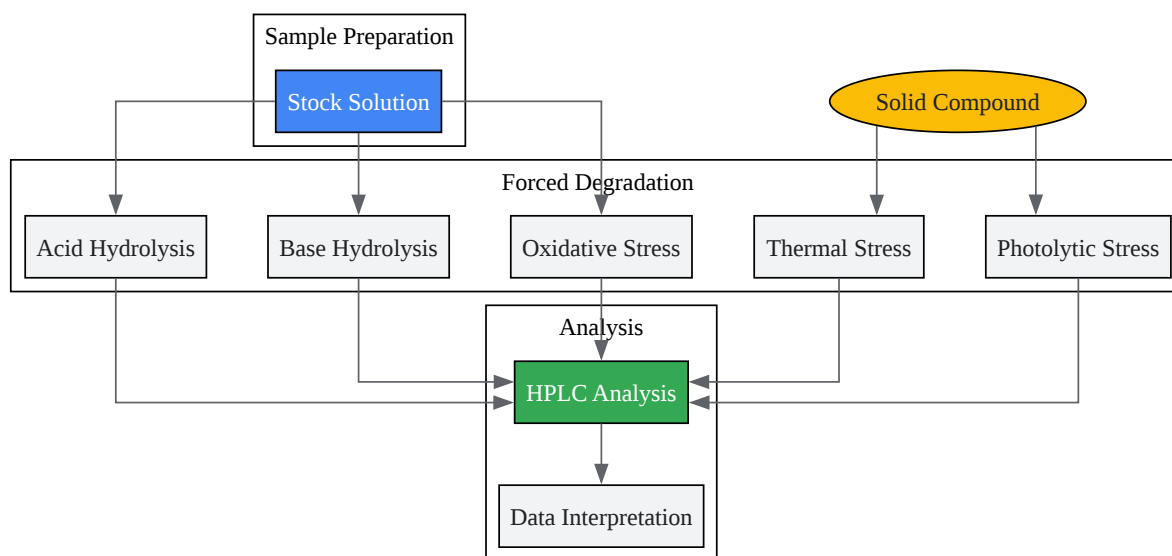 Sample Preparation
Stock Solution
Solid Compound
Forced Degradation
Acid Hydrolysis
Base Hydrolysis
Oxidative Stress
Thermal Stress
Photolytic Stress
Analysis
HPLC Analysis
Data Interpretation